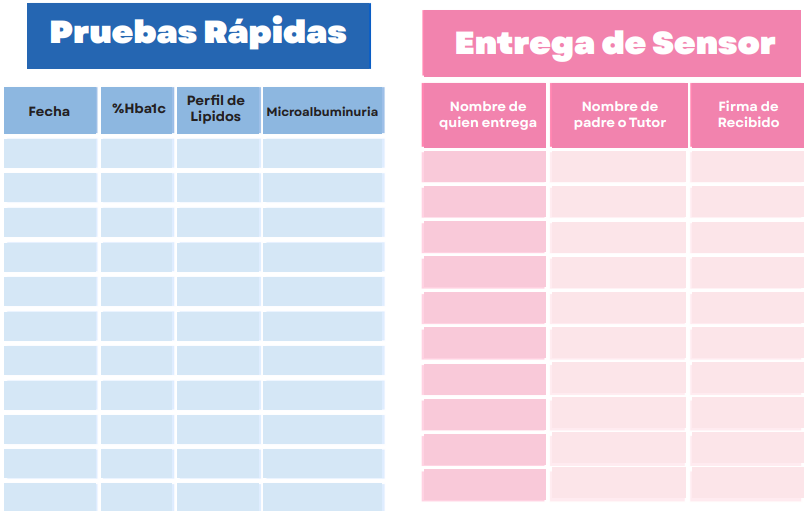 Pruebas Rápidas
Fecha
%Hba1c
Perfil de
Lipidos
Microalbuminuria
Entrega de Sensor
Nombre de
quien entrega
Nombre de
padre o Tutor
Firma de
Recibido